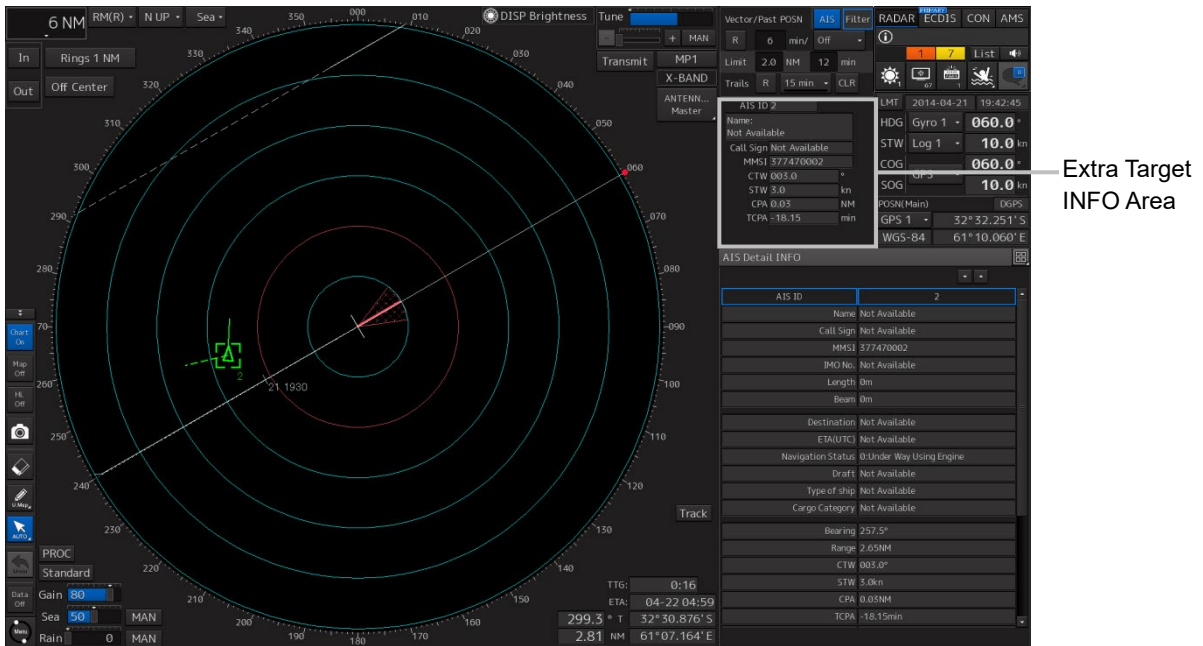 6 NM
RM(R)
N UP
Sea
DISP Brightness
In
Rings 1 NM
Out
Off Center
Tune
- + MAN
Transmit MP1
X-BAND
ANTENN...
Master
Vector/Past POSN AIS Filter
R 6 min/ Off
Limit 2.0 NM 12 min
Trails R 15 min CLR
RADAR ECDIS CON AMS
PRIMARY
1 7 List
1 67 1
LMT 2014-04-21 19:42:45
HDG Gyro 1 060.0 °
STW Log 1 10.0 kn
COG 060.0 °
GPS
SOG 10.0 kn
POSN(Main) DGPS
GPS 1 32°32.251'S
WGS-84 61°10.060'E
AIS ID 2
Name:
Not Available
Call Sign Not Available
MMSI 377470002
CTW 003.0 °
STW 3.0 kn
CPA 0.03 NM
TCPA -18.15 min
Extra Target
INFO Area
AIS Detail INFO
AIS ID 2
Name Not Available
Call Sign Not Available
MMSI 377470002
IMO No. Not Available
Length 0m
Beam 0m
Destination Not Available
ETA(UTC) Not Available
Navigation Status 0:Under Way Using Engine
Draft Not Available
Type of ship Not Available
Cargo Category Not Available
Bearing 257.5°
Range 2.65NM
CTW 003.0°
STW 3.0kn
CPA 0.03NM
TCPA -18.15min
350 000 010
340 020
330
320 040
310 050
300 060
290 070
280 080
70 090
260 100
250 110
240 120
230 130
220 140
210 150
200 160
190 180 170
2
21 1930
Chart
On
Map
Off
HL
Off
U.Map
AUTO
Undo
Data
Off
Menu
PROC
Standard
Gain 80
Sea 50 MAN
Rain 0 MAN
Track
TTG: 0:16
ETA: 04-22 04:59
299.3 ° T 32°30.876'S
2.81 NM 61°07.164'E